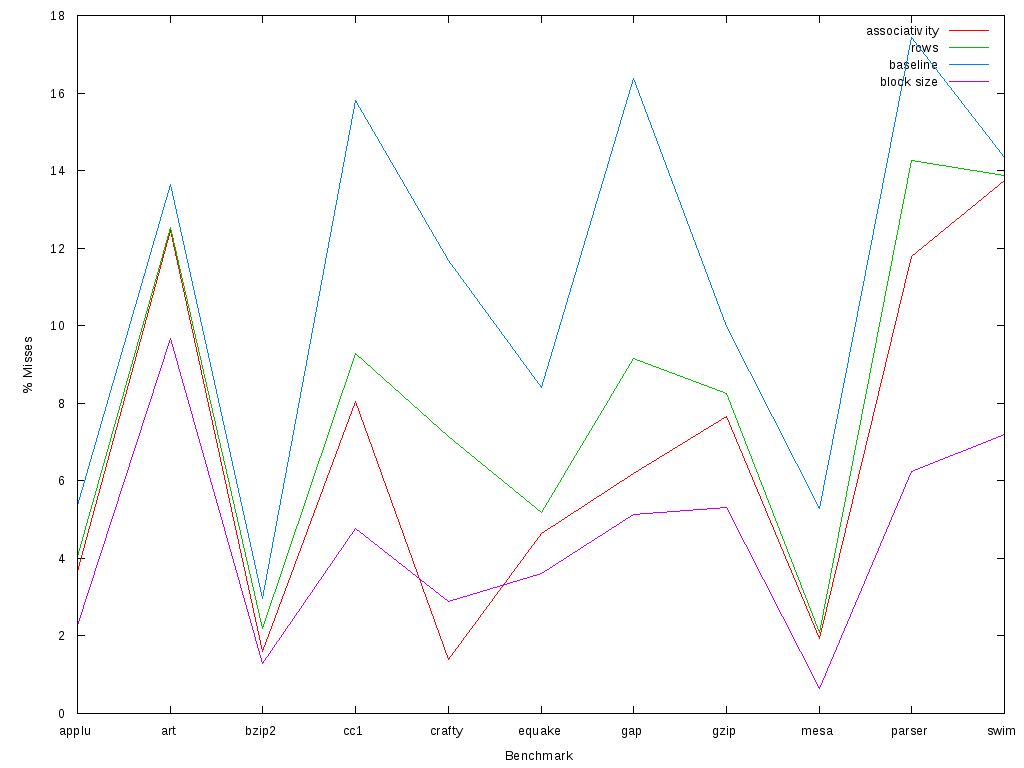 18
associativity
rows
baseline
block size
16
14
12
10
% Misses
8
6
4
2
0
applu art bzip2 cc1 crafty equake gap gzip mesa parser swim
Benchmark